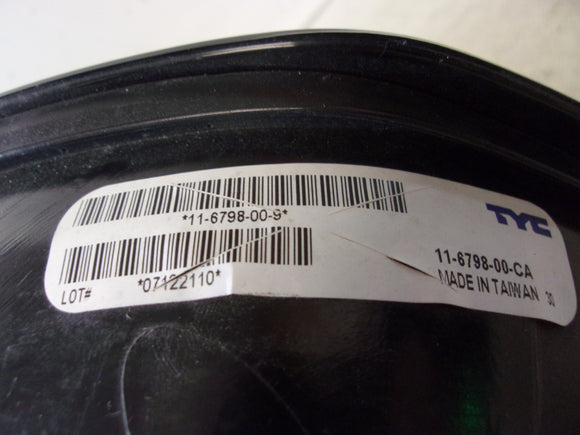 *11-6798-00-9*
TYC
LOT# *07122110*
11-6798-00-CA
MADE IN TAIWAN 30